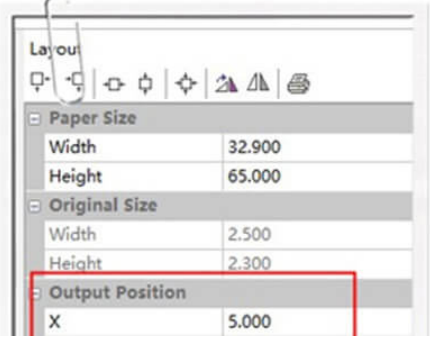 Layout
Paper Size
Width 32.900
Height 65.000
Original Size
Width 2.500
Height 2.300
Output Position
X 5.000